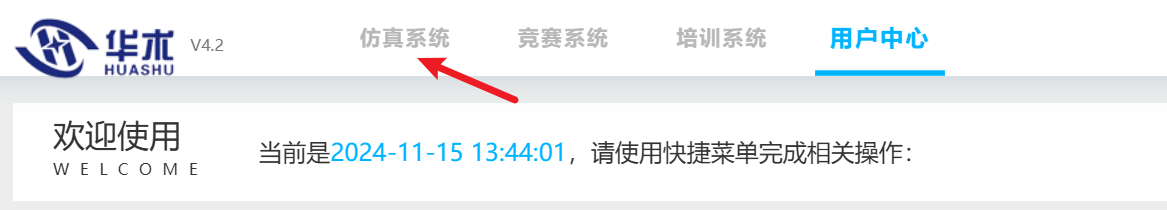 华术 V4.2 仿真系统 竞赛系统 培训系统 用户中心
HUASHU
欢迎使用
WELCOME
当前是2024-11-15 13:44:01，请使用快捷菜单完成相关操作：